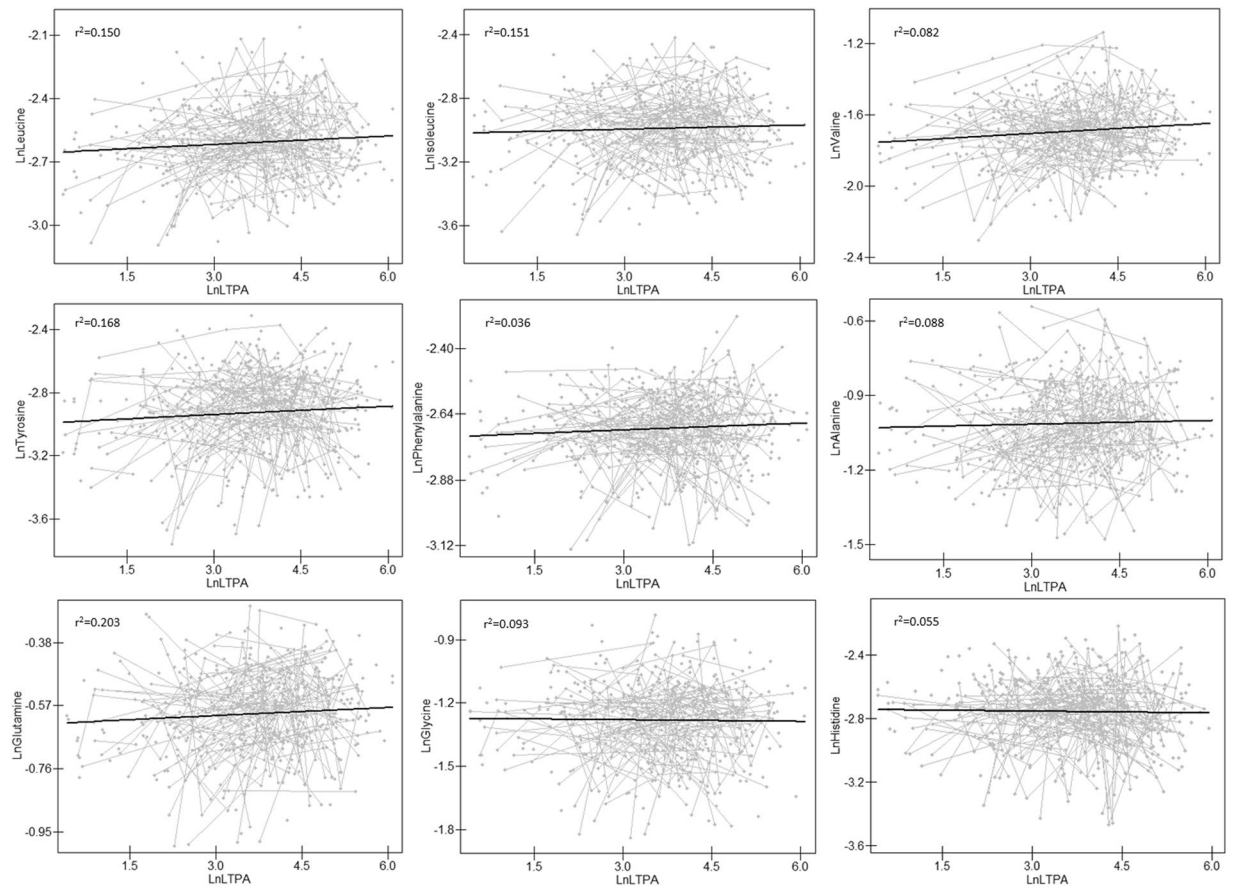 r²=0.150
-2.1
-2.4
-2.7
-3.0
LnLeucine
1.5 3.0 4.5 6.0
LnLTPA
r²=0.151
-2.4
-2.8
-3.2
-3.6
LnIsoleucine
1.5 3.0 4.5 6.0
LnLTPA
r²=0.082
-1.2
-1.6
-2.0
-2.4
LnValine
1.5 3.0 4.5 6.0
LnLTPA
r²=0.168
-2.4
-2.8
-3.2
-3.6
LnTyrosine
1.5 3.0 4.5 6.0
LnLTPA
r²=0.036
-2.40
-2.64
-2.88
-3.12
LnPhenylalanine
1.5 3.0 4.5 6.0
LnLTPA
r²=0.088
-0.6
-0.9
-1.2
-1.5
LnAlanine
1.5 3.0 4.5 6.0
LnLTPA
r²=0.203
-0.38
-0.57
-0.76
-0.95
LnGlutamine
1.5 3.0 4.5 6.0
LnLTPA
r²=0.093
-0.9
-1.2
-1.5
-1.8
LnGlycine
1.5 3.0 4.5 6.0
LnLTPA
r²=0.055
-2.4
-2.8
-3.2
-3.6
LnHistidine
1.5 3.0 4.5 6.0
LnLTPA